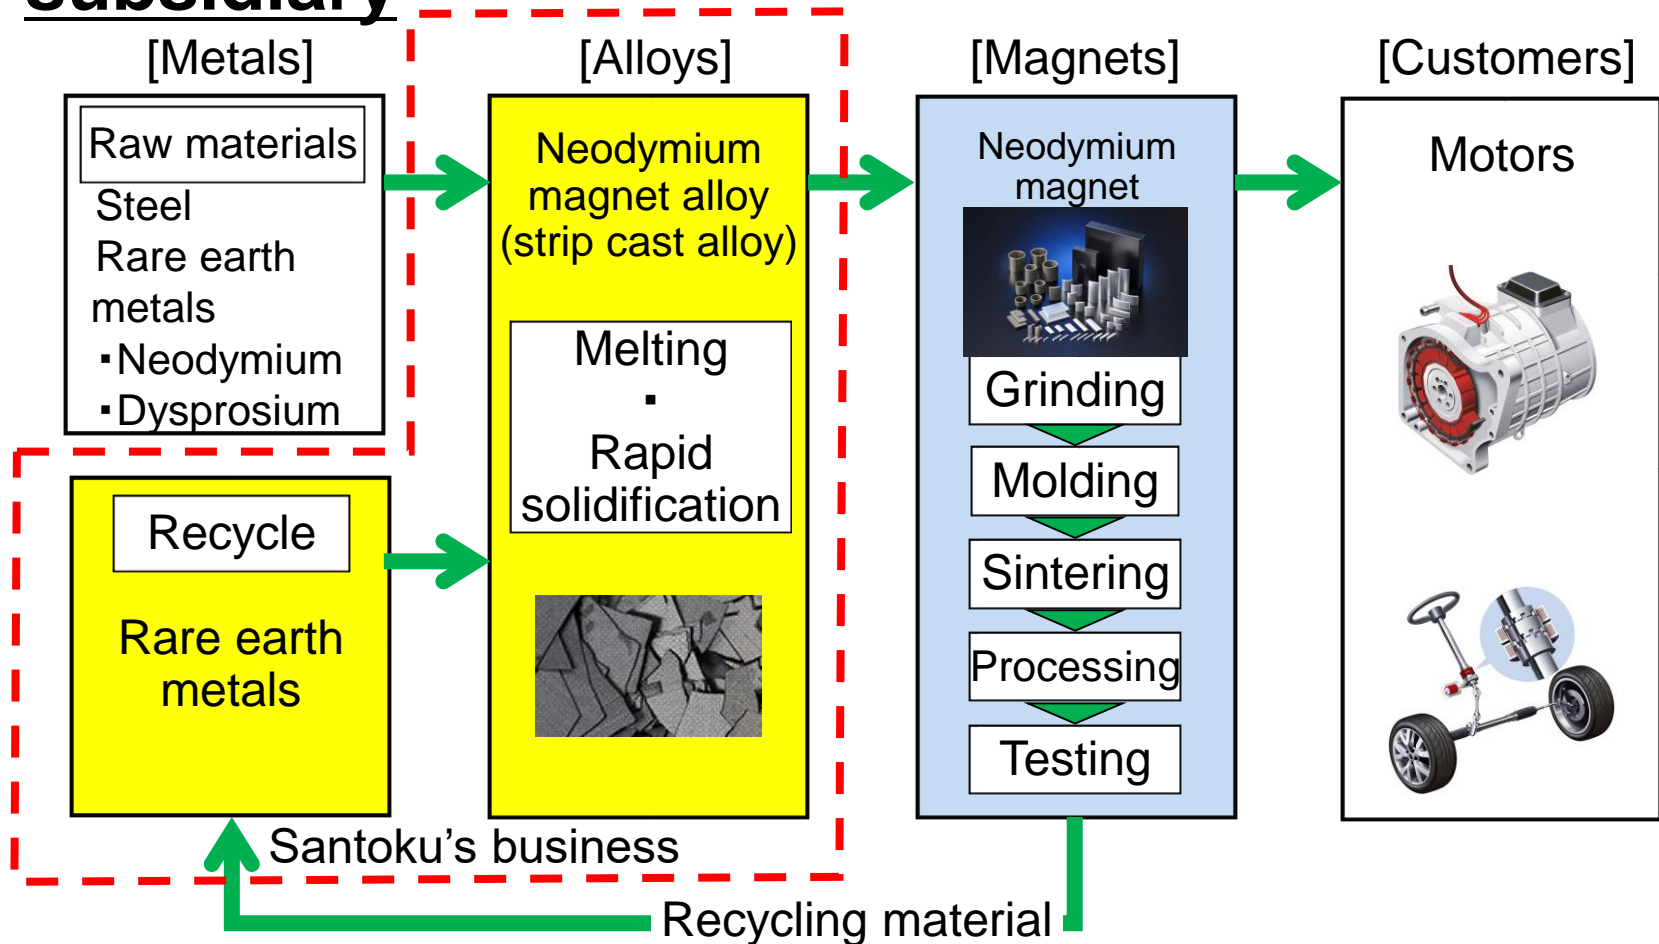 subsidiary
[Metals]
Raw materials
Steel
Rare earth
metals
・Neodymium
・Dysprosium
Recycle
Rare earth
metals
[Alloys]
Neodymium
magnet alloy
(strip cast alloy)
Melting
・
Rapid
solidification
Santoku’s business
[Magnets]
Neodymium
magnet
Grinding
Molding
Sintering
Processing
Testing
Recycling material
[Customers]
Motors